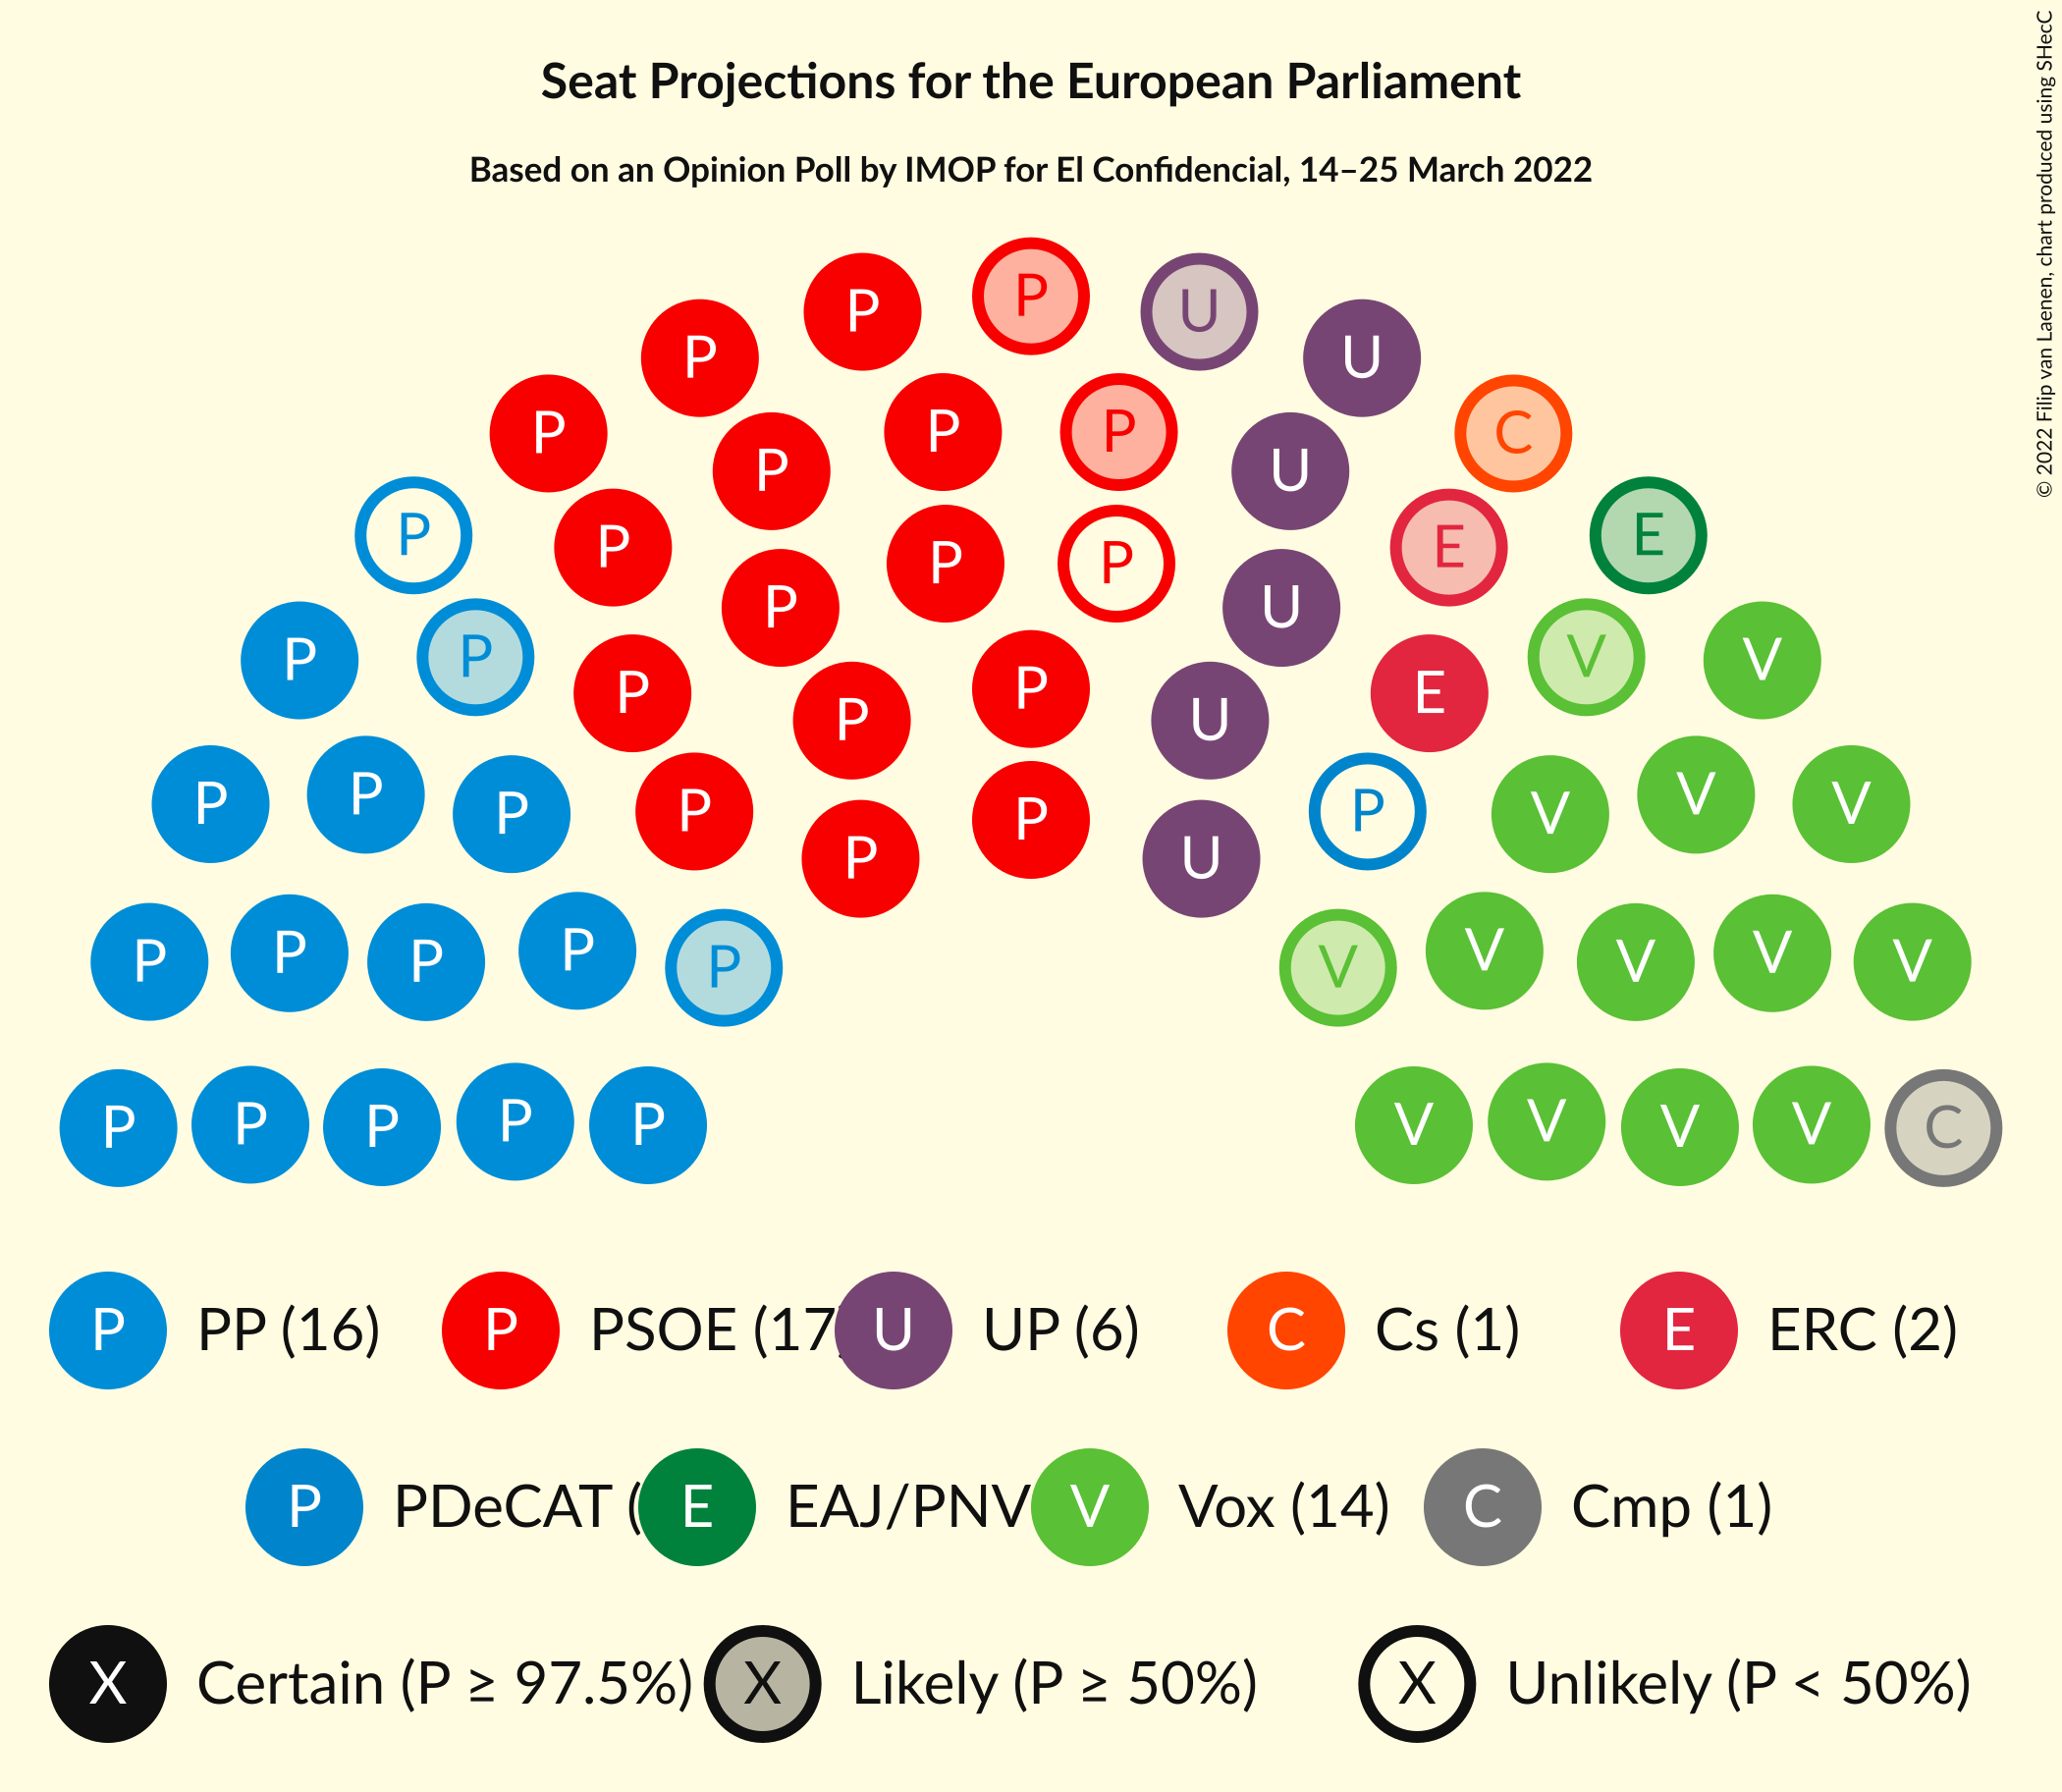 Seat Projections for the European Parliament
Based on an Opinion Poll by IMOP for El Confidencial, 14–25 March 2022
© 2022 Filip van Laenen, chart produced using SHecC
P
P U
P U
P P P C
P U
P E
P E
P P
P U
P P V V
P P E
P U
P P V V
P P P V
P
P U
P P P P P V V V V V V
P P P P P V V V V C
P PP (16) P PSOE (17 U UP (6) C Cs (1) E ERC (2)
P PDeCAT ( E EAJ/PNV V Vox (14) C Cmp (1)
X Certain (P ≥ 97.5%) X Likely (P ≥ 50%) X Unlikely (P < 50%)